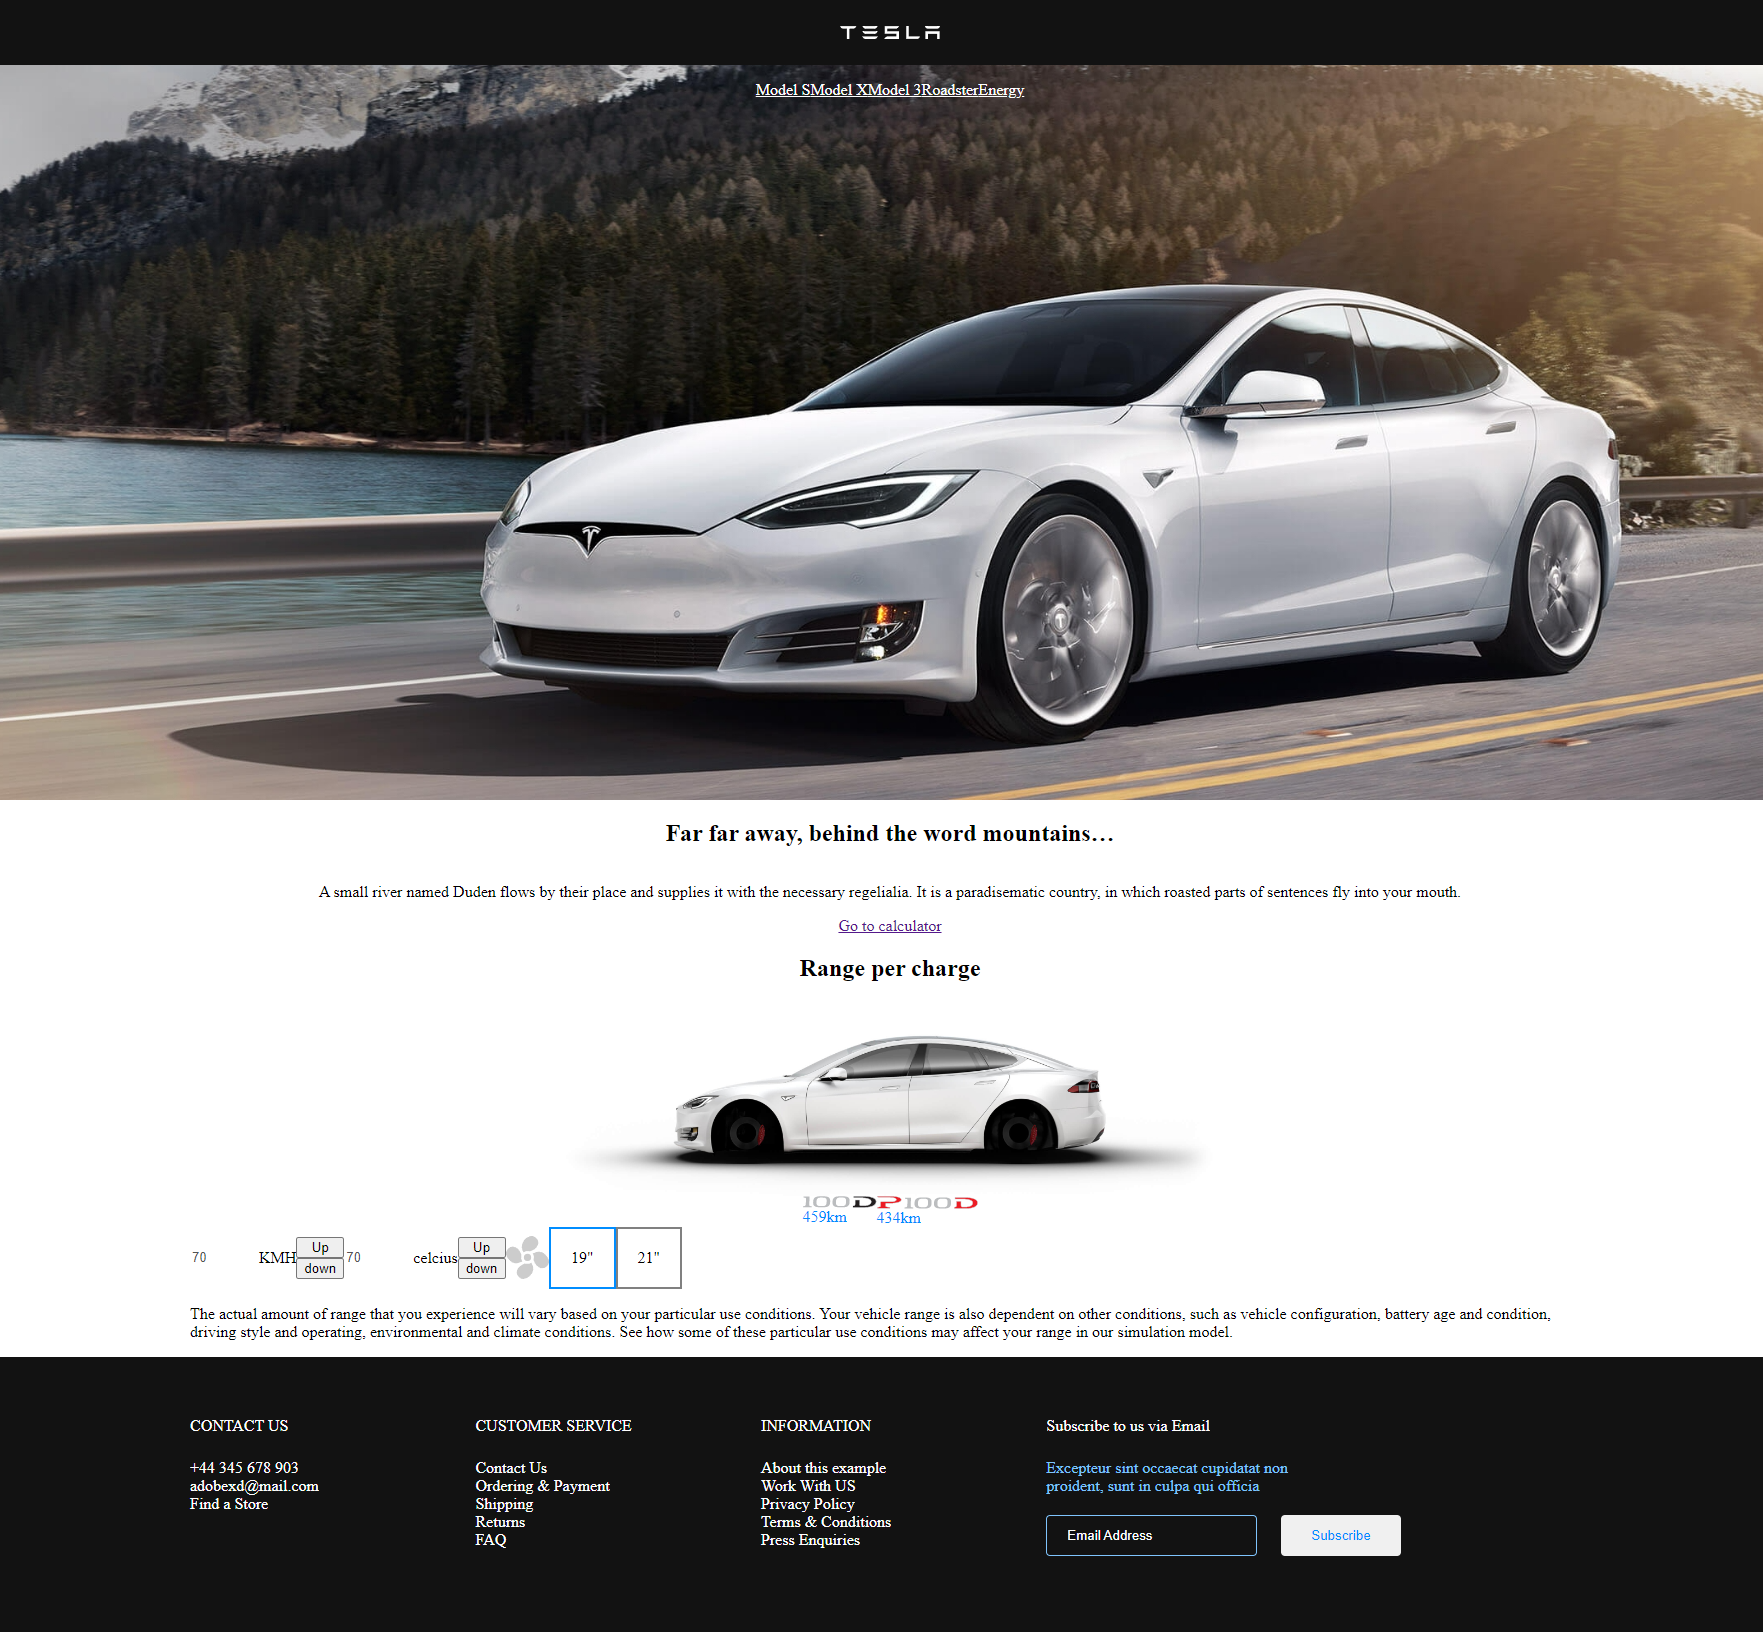 TESLA
Model SModel XModel 3RoadsterEnergy
Far far away, behind the word mountains…
A small river named Duden flows by their place and supplies it with the necessary regelialia. It is a paradisematic country, in which roasted parts of sentences fly into your mouth.
Go to calculator
Range per charge
100D P100D
459km 434km
70 KMH Up down 70 celcius Up down 19" 21"
The actual amount of range that you experience will vary based on your particular use conditions. Your vehicle range is also dependent on other conditions, such as vehicle configuration, battery age and condition,
driving style and operating, environmental and climate conditions. See how some of these particular use conditions may affect your range in our simulation model.
CONTACT US
+44 345 678 903
adobexd@mail.com
Find a Store
CUSTOMER SERVICE
Contact Us
Ordering & Payment
Shipping
Returns
FAQ
INFORMATION
About this example
Work With US
Privacy Policy
Terms & Conditions
Press Enquiries
Subscribe to us via Email
Excepteur sint occaecat cupidatat non
proident, sunt in culpa qui officia
Email Address
Subscribe